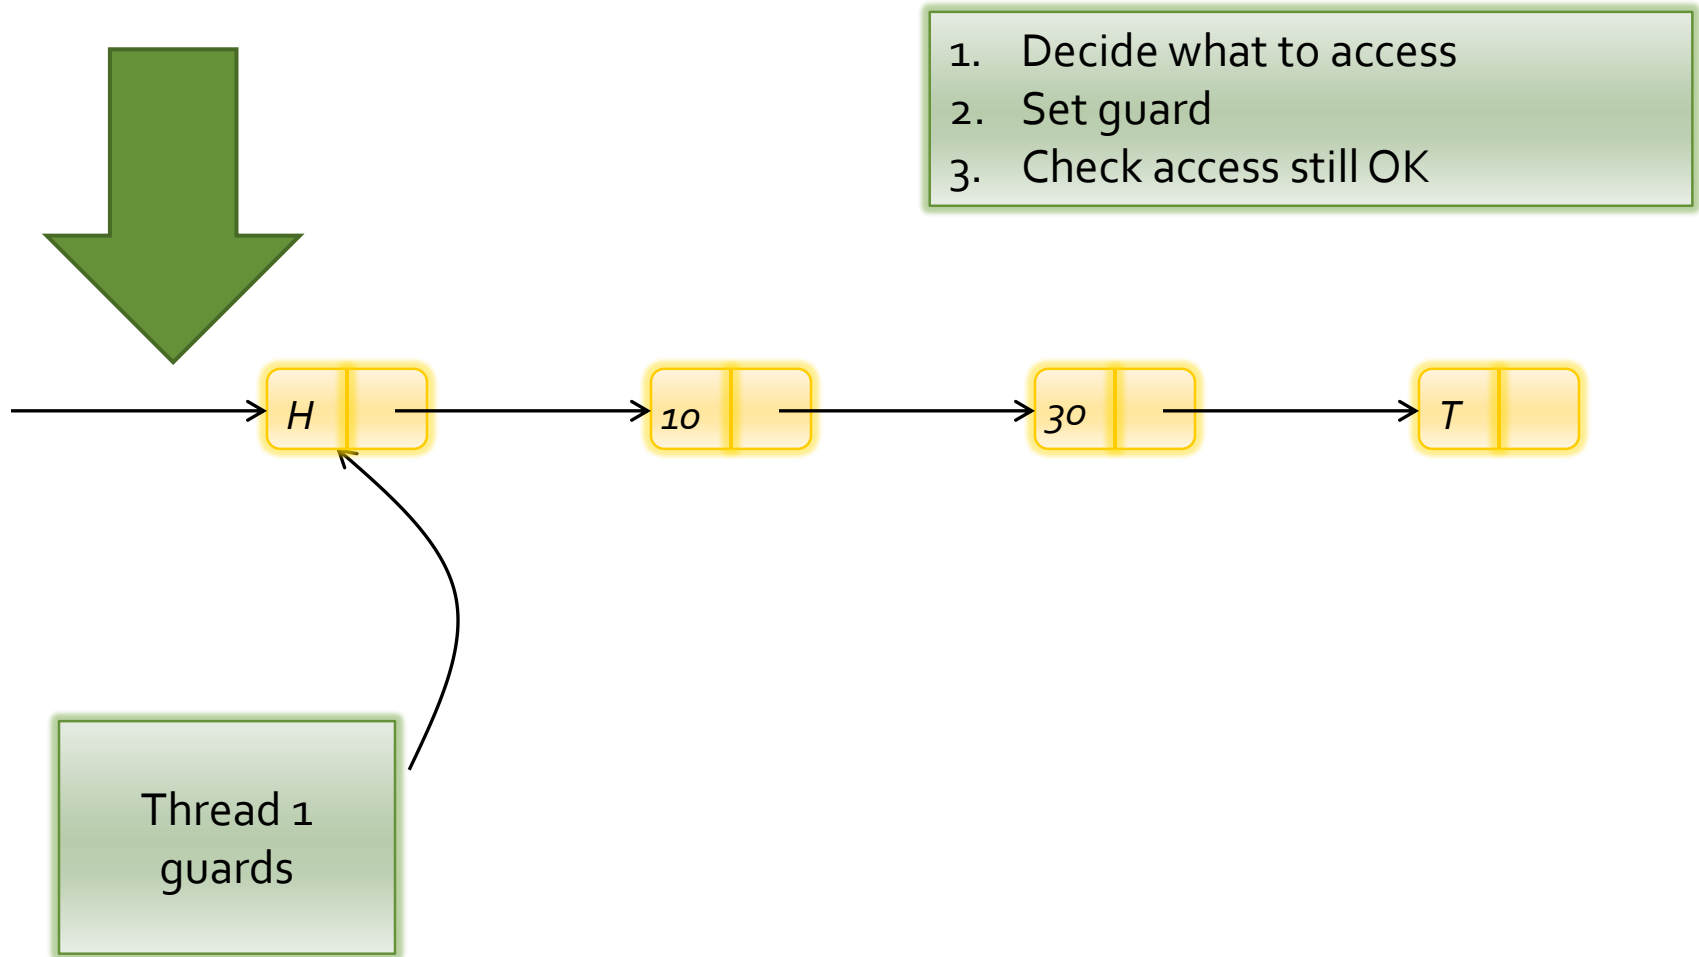 1. Decide what to access
2. Set guard
3. Check access still OK
H 10 30 T
Thread 1
guards